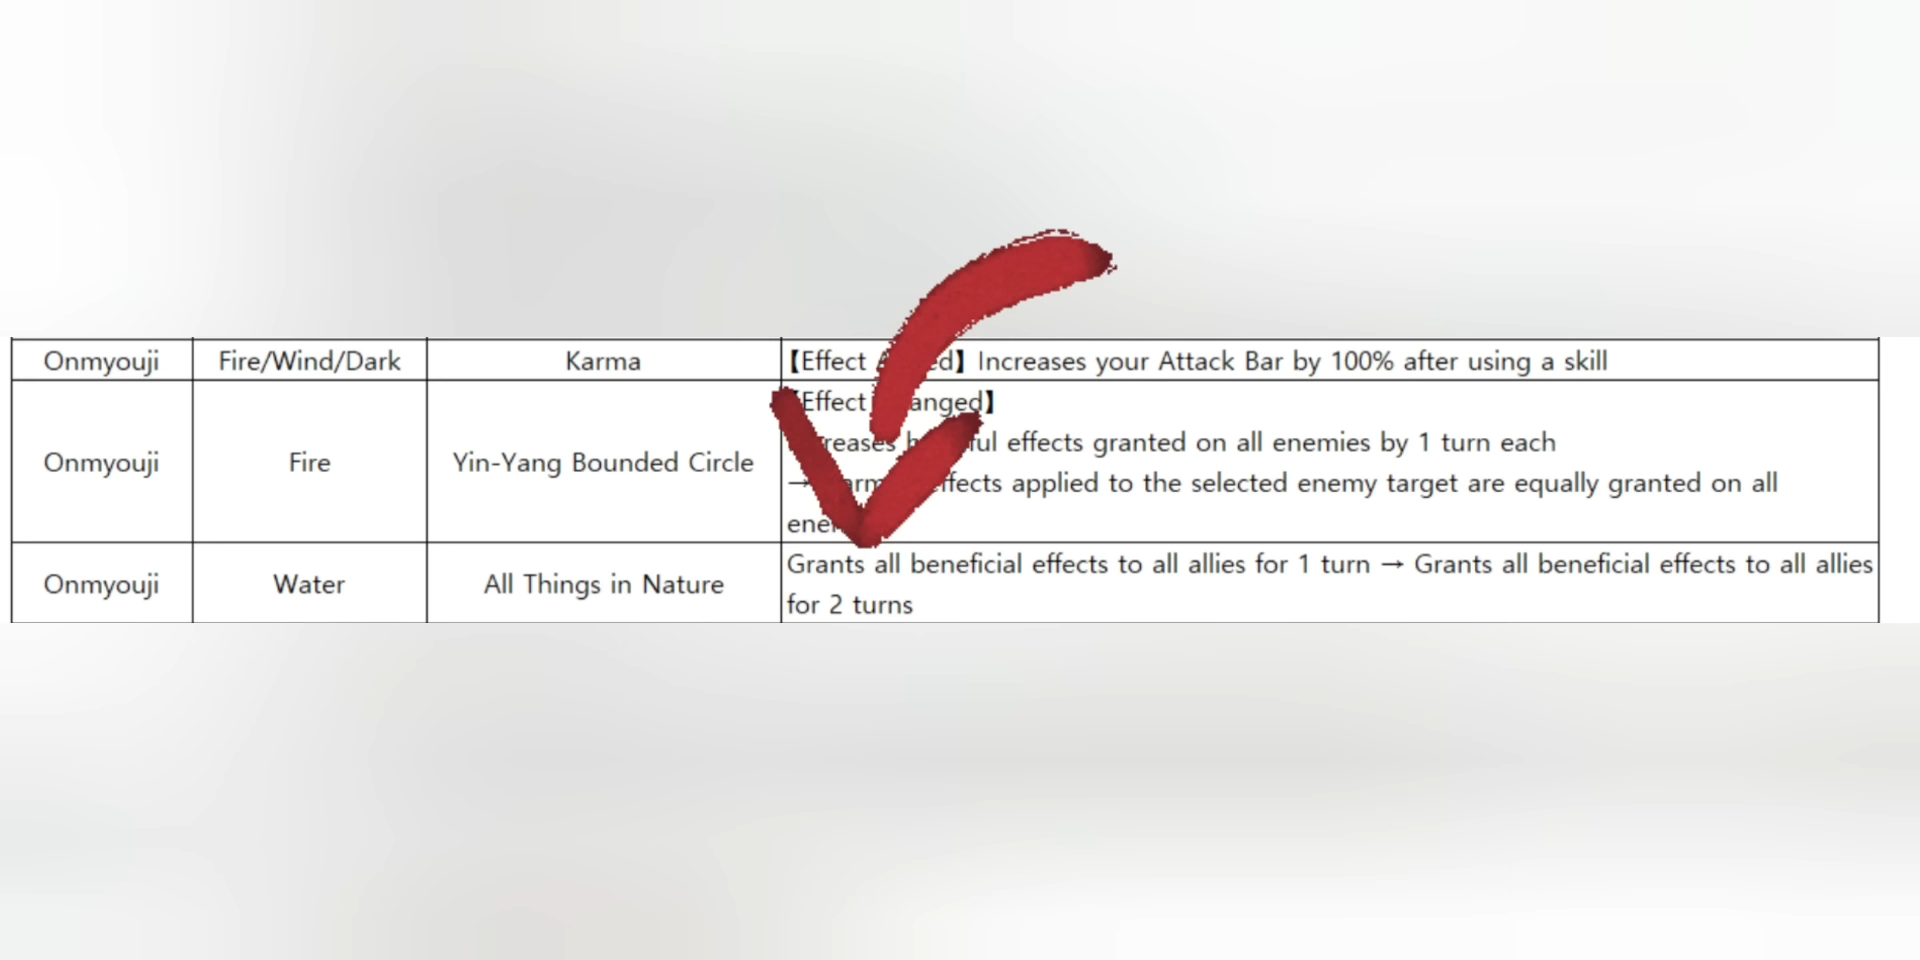 Onmyouji Fire/Wind/Dark Karma 【Effect Increases your Attack Bar by 100% after using a skill
Onmyouji Fire Yin-Yang Bounded Circle Effect
effects granted on all enemies by 1 turn each
→ applied to the selected enemy target are equally granted on all
Onmyouji Water All Things in Nature Grants all beneficial effects to all allies for 1 turn → Grants all beneficial effects to all allies
for 2 turns